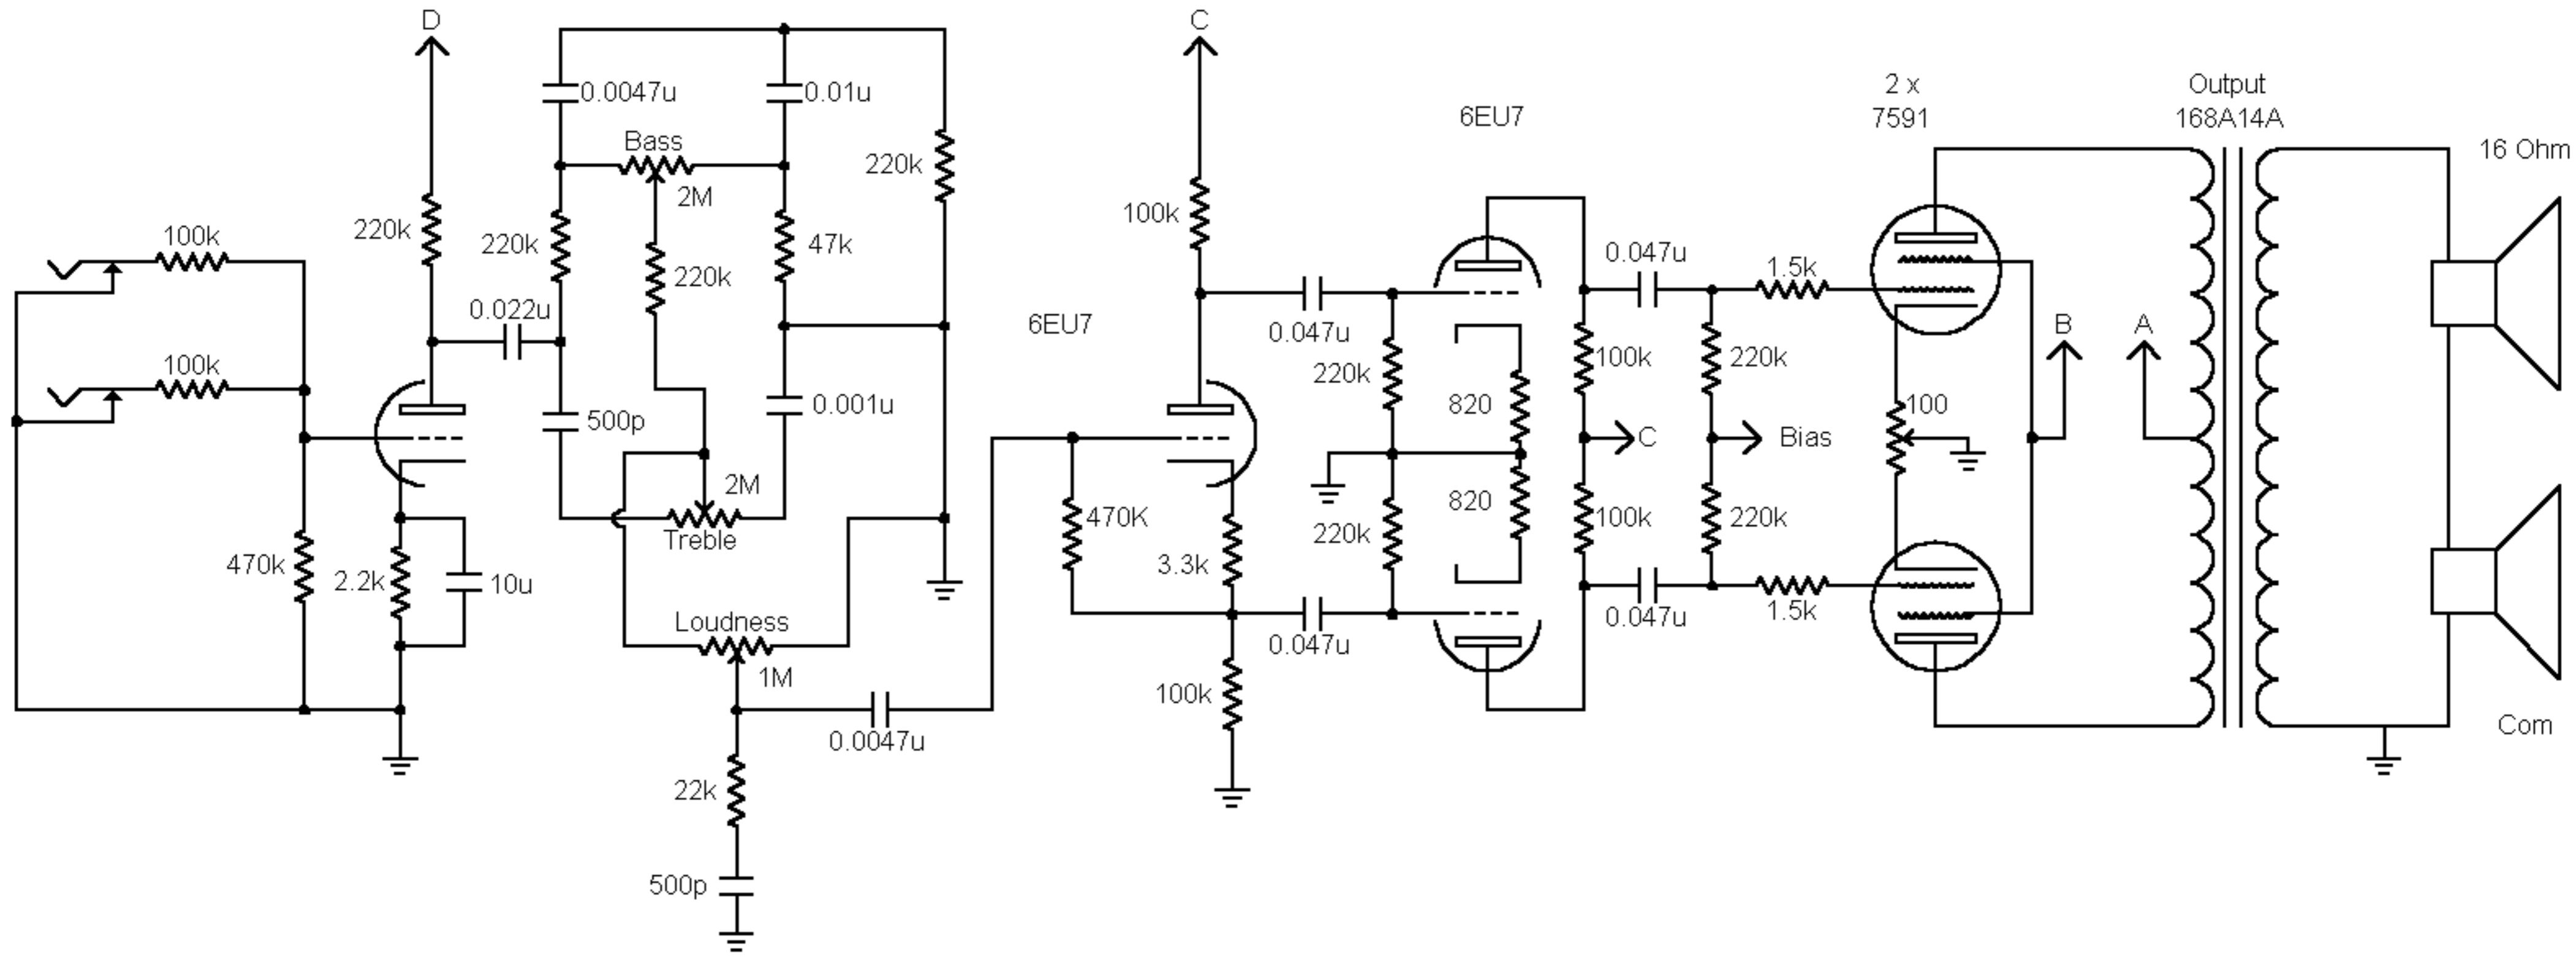 D
C
0.0047u
0.01u
2 x
7591
Output
168A14A
6EU7
Bass
2M
220k
16 Ohm
100k
220k
220k
47k
220k
100k
0.047u
1.5k
100k
0.022u
6EU7
0.047u
220k
820
100k
220k
100
B
A
500p
0.001u
C
Bias
2M
Treble
470K
820
220k
100k
220k
470k
2.2k
10u
3.3k
Loudness
1M
0.047u
0.047u
1.5k
100k
0.0047u
Com
22k
500p